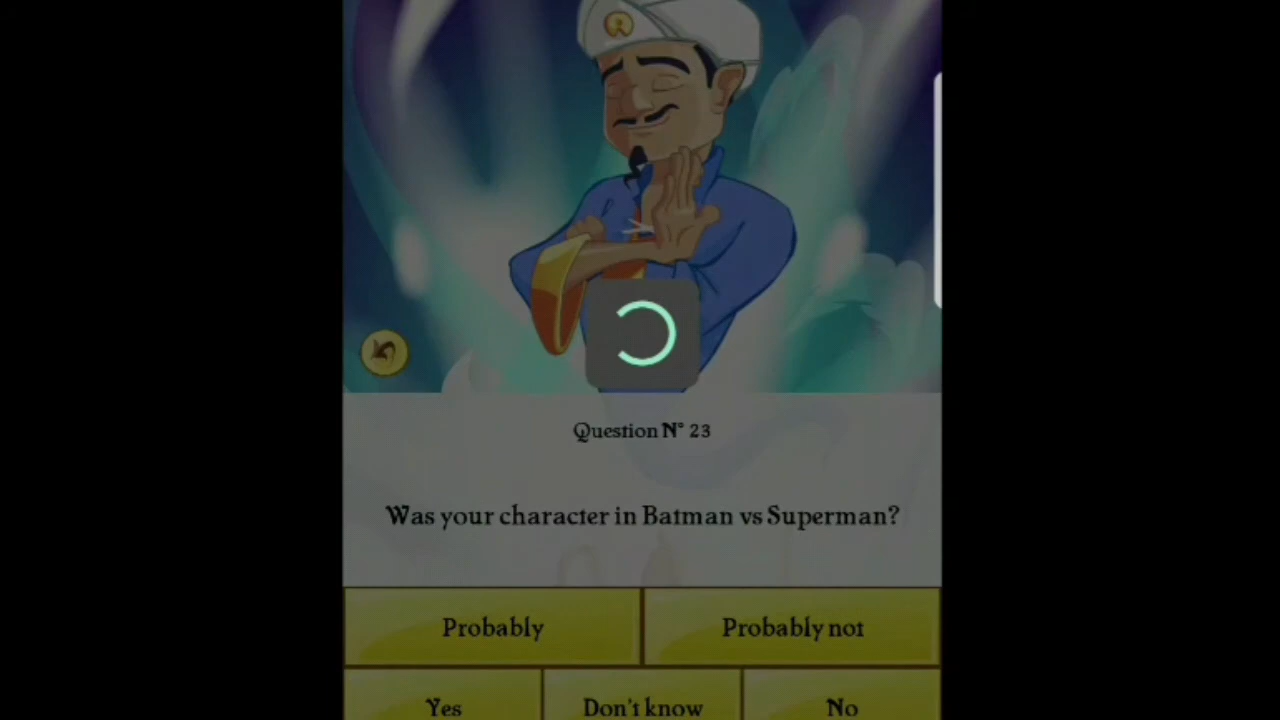 Question N° 23
Was your character in Batman vs Superman?
Probably
Probably not
Yes
Don't know
No